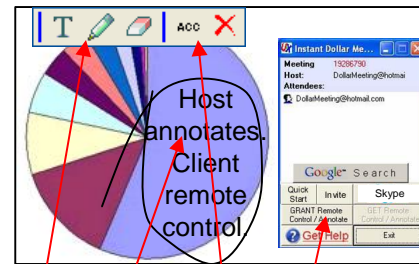 T ACC
Host
annotates.
Client
remote
control.
Instant Dollar Me...
Meeting 19286790
Host: DollarMeeting@hotmai
Attendees:
DollarMeeting@hotmail.com
Google Search
Quick Start Invite Skype
GRANT Remote Control / Annotate GET Remote Control / Annotate
? Get Help Exit